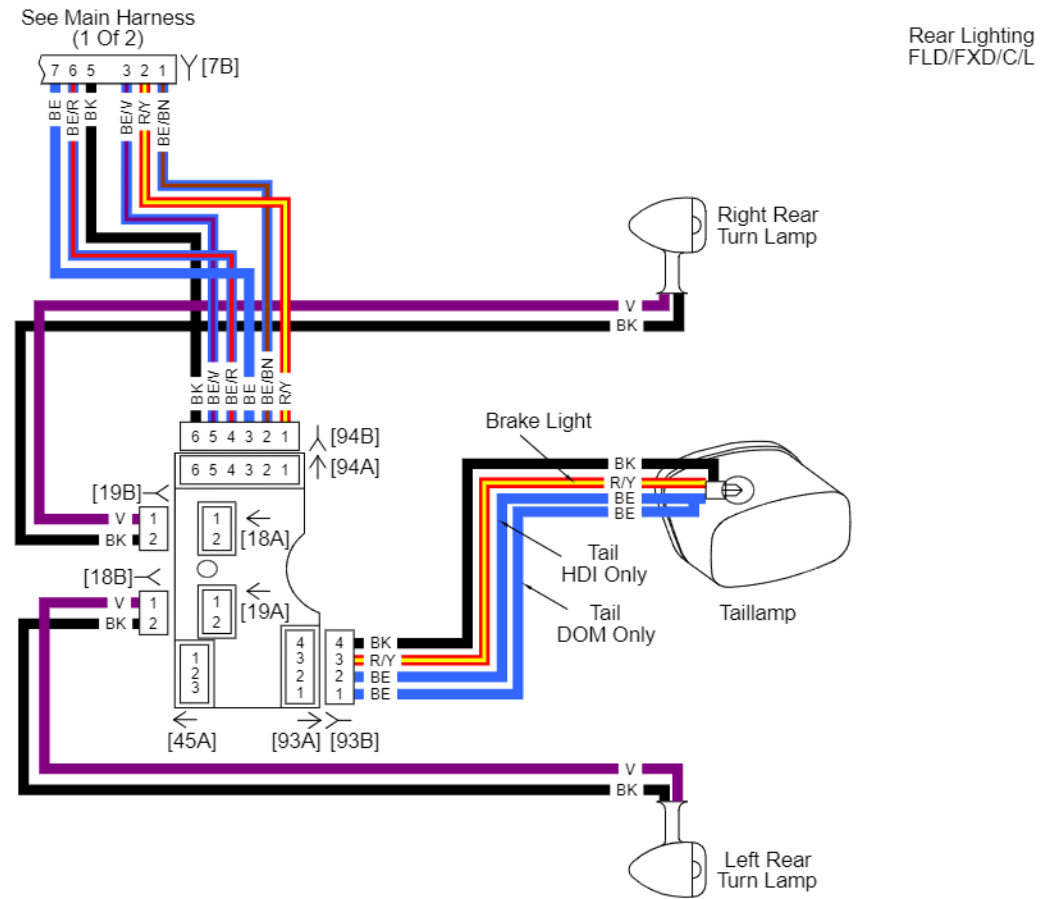 See Main Harness
(1 Of 2)
Rear Lighting
FLD/FXD/C/L
7 6 5 3 2 1
[7B]
BE
BE/R
BK
BE/V
R/Y
BE/BN
Right Rear
Turn Lamp
V
BK
BK
BE/V
BE/R
BE
BE/BN
R/Y
6 5 4 3 2 1
[94B]
6 5 4 3 2 1
[94A]
Brake Light
BK
R/Y
BE
BE
[19B]
V 1
BK 2
1
2
[18A]
Tail
HDI Only
[18B]
V 1
BK 2
1
2
[19A]
Tail
DOM Only
Taillamp
1
2
3
4
3
2
1
4 BK
3 R/Y
2 BE
1 BE
[45A]
[93A]
[93B]
V
BK
Left Rear
Turn Lamp